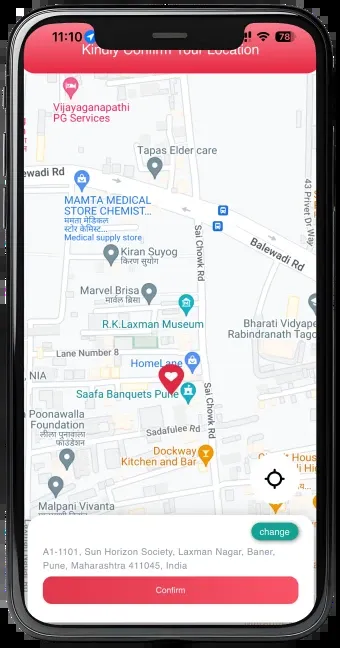 11:10
78
Kindly Confirm Your Location
Vijayaganapathi
PG Services
Tapas Elder care
ewadi Rd
MAMTA MEDICAL
STORE CHEMIST...
ममता मेडिकल
स्टोर केमिस्ट...
Medical supply store
43 Privet Dr. Way
Sai Chowk Rd
Balewadi Rd
Kiran Suyog
किरण सुयोग
Marvel Brisa
मार्वल ब्रिसा
R.K.Laxman Museum
Bharati Vidyape
Rabindranath Tago
Lane Number 8
HomeLane
NIA
Saafa Banquets Pune
Sai Chowk Rd
Poonawalla
Foundation
लीला पूनावाला
फाउंडेशन
Sadafulee Rd
Dockway
Kitchen and Bar
Malpani Vivanta
change
A1-1101, Sun Horizon Society, Laxman Nagar, Baner,
Pune, Maharashtra 411045, India
Confirm